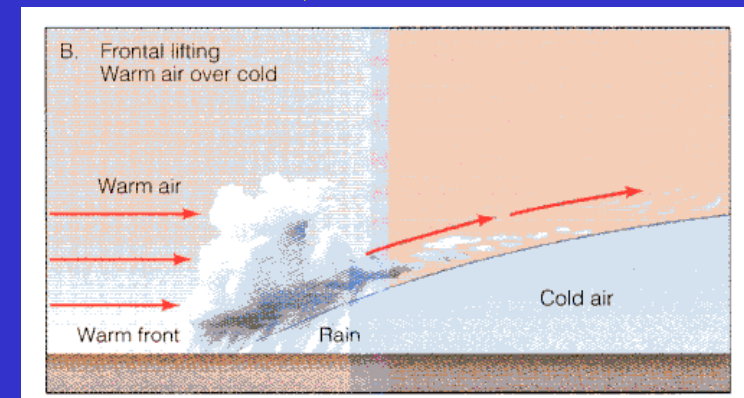 B. Frontal lifting
Warm air over cold
Warm air
Cold air
Warm front
Rain